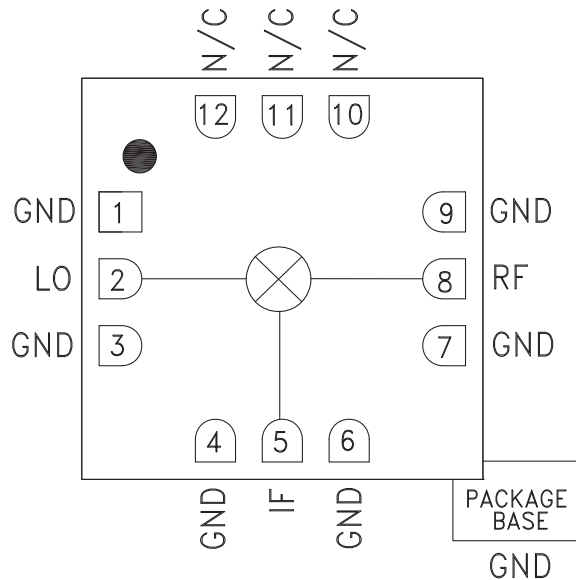 N/C N/C N/C
12 11 10
GND 1 9 GND
LO 2 8 RF
GND 3 7 GND
4 5 6
GND IF GND
PACKAGE
BASE
GND